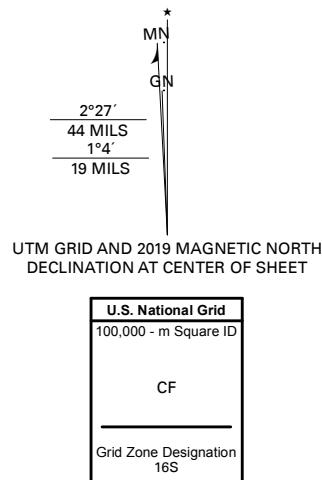 ★
MN
GN
2°27´
44 MILS
1°4´
19 MILS
UTM GRID AND 2019 MAGNETIC NORTH
DECLINATION AT CENTER OF SHEET
U.S. National Grid
100,000 - m Square ID
CF
Grid Zone Designation
16S